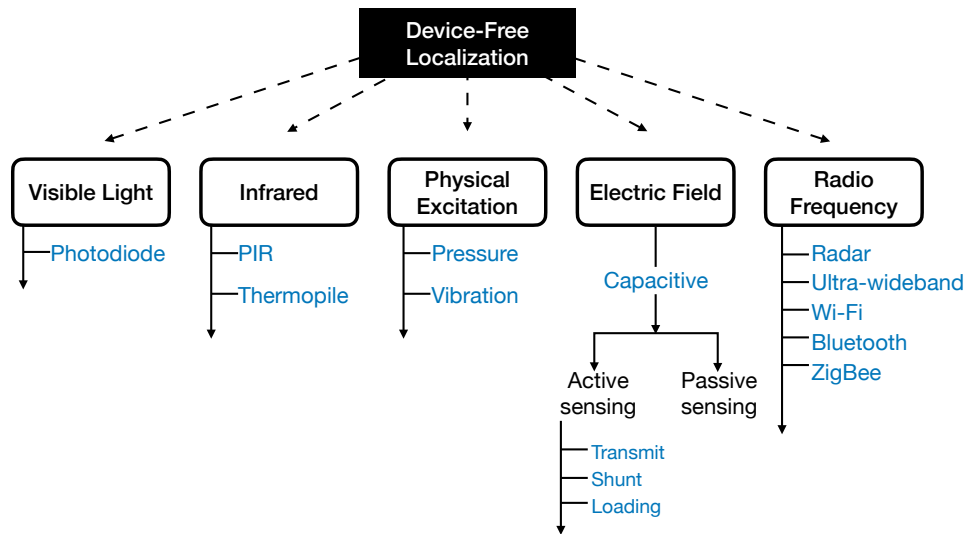 Device-Free
Localization
Visible Light
Infrared
Physical
Excitation
Electric Field
Radio
Frequency
Photodiode
PIR
Thermopile
Pressure
Vibration
Capacitive
Active
sensing
Passive
sensing
Transmit
Shunt
Loading
Radar
Ultra-wideband
Wi-Fi
Bluetooth
ZigBee